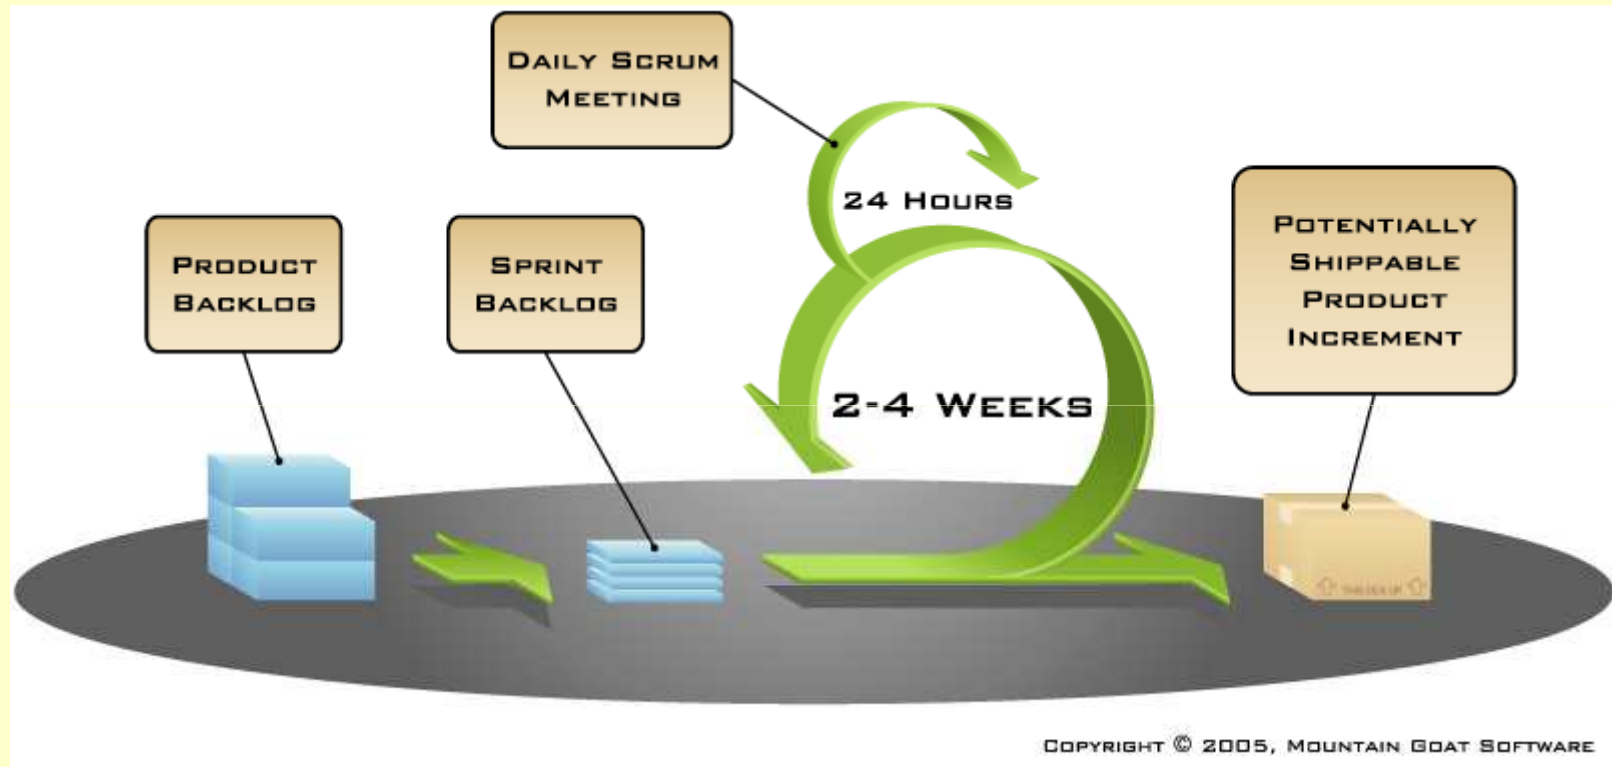 DAILY SCRUM
MEETING
24 HOURS
PRODUCT
BACKLOG
SPRINT
BACKLOG
POTENTIALLY
SHIPPABLE
PRODUCT
INCREMENT
2-4 WEEKS
COPYRIGHT © 2005, MOUNTAIN GOAT SOFTWARE